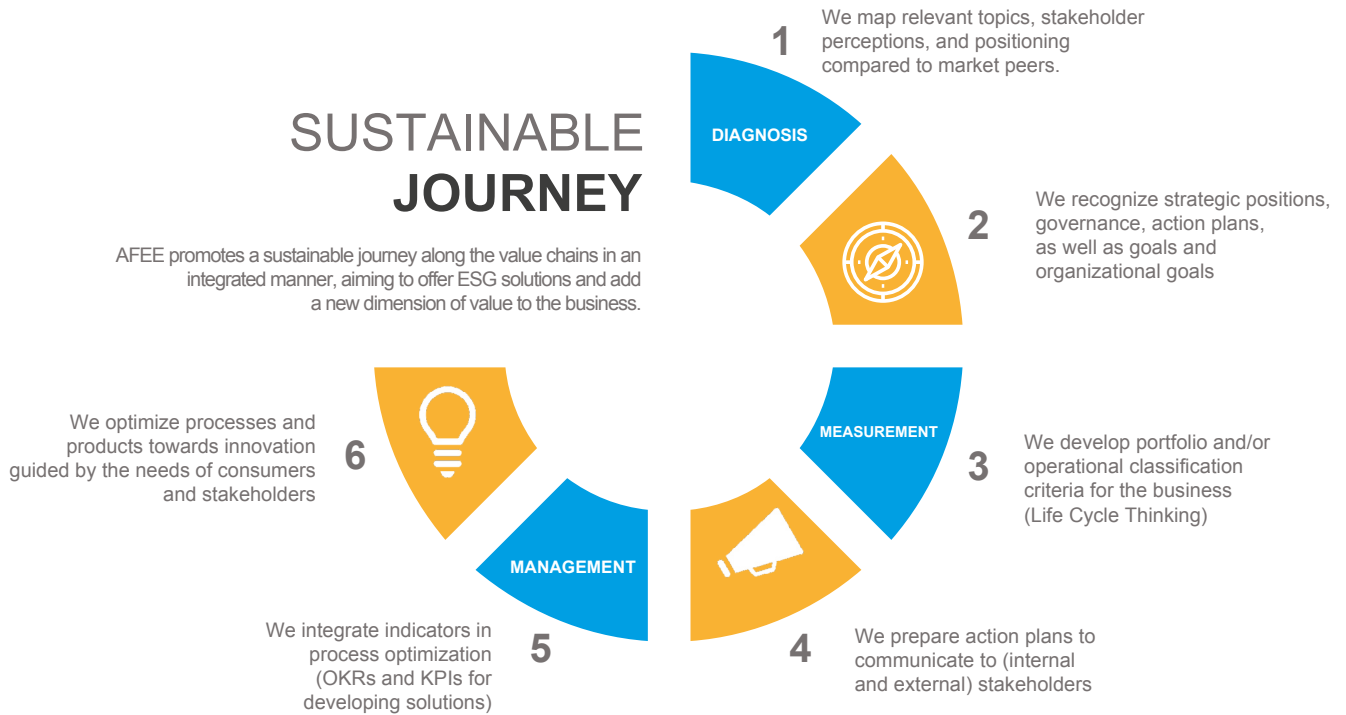 SUSTAINABLE
JOURNEY
AFEE promotes a sustainable journey along the value chains in an
integrated manner, aiming to offer ESG solutions and add
a new dimension of value to the business.
1
We map relevant topics, stakeholder
perceptions, and positioning
compared to market peers.
DIAGNOSIS
2
We recognize strategic positions,
governance, action plans,
as well as goals and
organizational goals
MEASUREMENT
3
We develop portfolio and/or
operational classification
criteria for the business
(Life Cycle Thinking)
4
We prepare action plans to
communicate to (internal
and external) stakeholders
MANAGEMENT
5
We integrate indicators in
process optimization
(OKRs and KPIs for
developing solutions)
6
We optimize processes and
products towards innovation
guided by the needs of consumers
and stakeholders